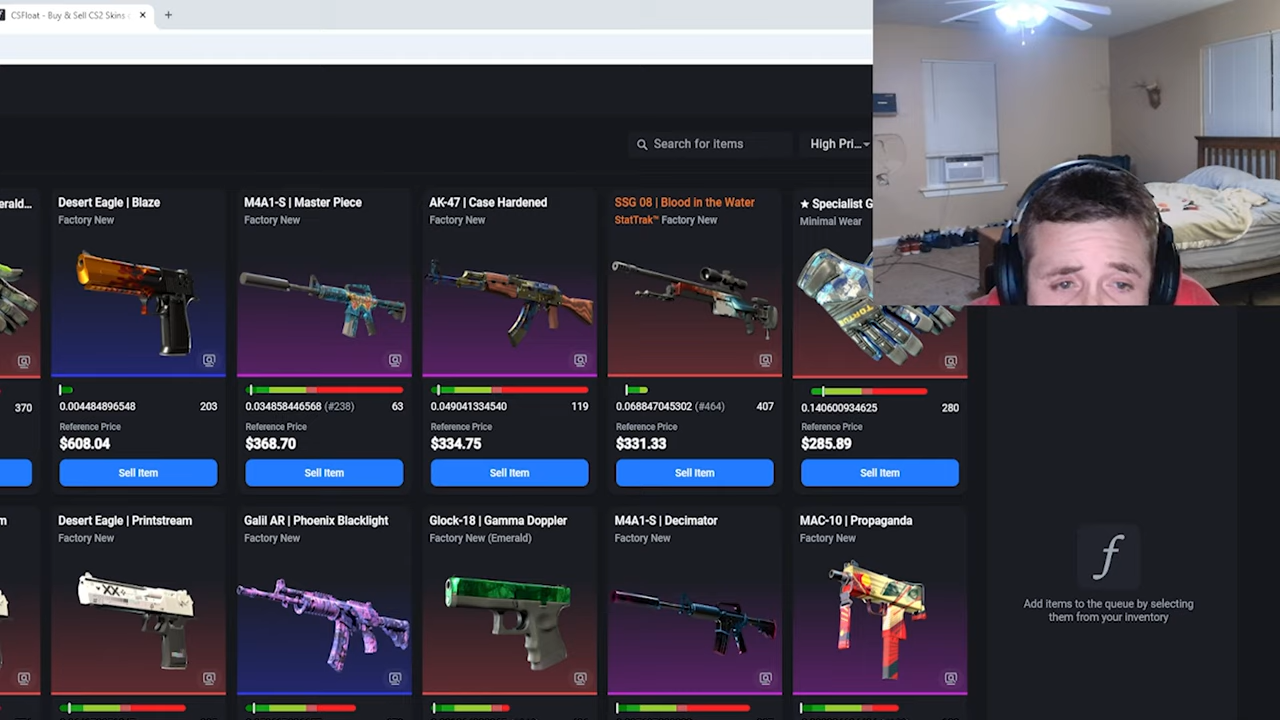 CSFloat - Buy & Sell CS2 Skins
Search for items
High Pri...
erald...
Desert Eagle | Blaze
Factory New
M4A1-S | Master Piece
Factory New
AK-47 | Case Hardened
Factory New
SSG 08 | Blood in the Water
StatTrak™ Factory New
★ Specialist G
Minimal Wear
TORTU
370
0.004484896548 203
0.034858446568 (#238) 63
0.049041334540 119
0.068847045302 (#464) 407
0.140600934625 280
Reference Price
$608.04
Reference Price
$368.70
Reference Price
$334.75
Reference Price
$331.33
Reference Price
$285.89
Sell Item
Sell Item
Sell Item
Sell Item
Sell Item
m
Desert Eagle | Printstream
Factory New
Galil AR | Phoenix Blacklight
Factory New
Glock-18 | Gamma Doppler
Factory New (Emerald)
M4A1-S | Decimator
Factory New
MAC-10 | Propaganda
Factory New
XX
f
Add items to the queue by selecting
them from your inventory